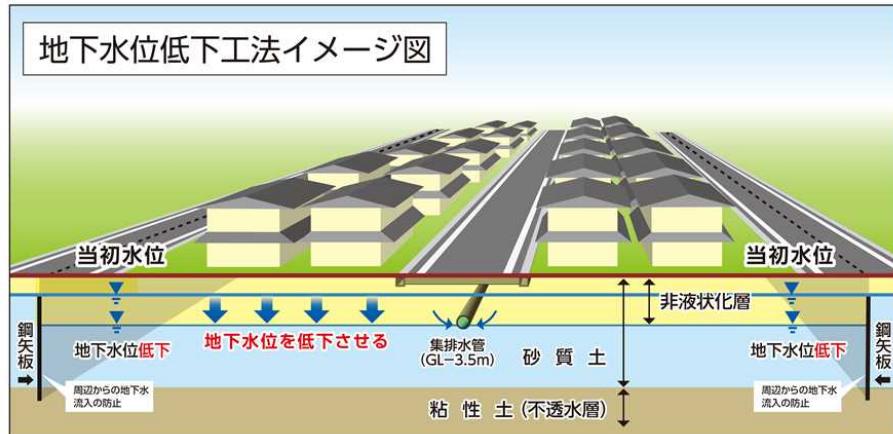 地下水位低下工法イメージ図
当初水位
当初水位
非液状化層
鋼矢板
地下水位低下
地下水位を低下させる
集排水管
(GL−3.5m)
砂質土
地下水位低下
鋼矢板
周辺からの地下水
流入の防止
粘性土(不透水層)
周辺からの地下水
流入の防止